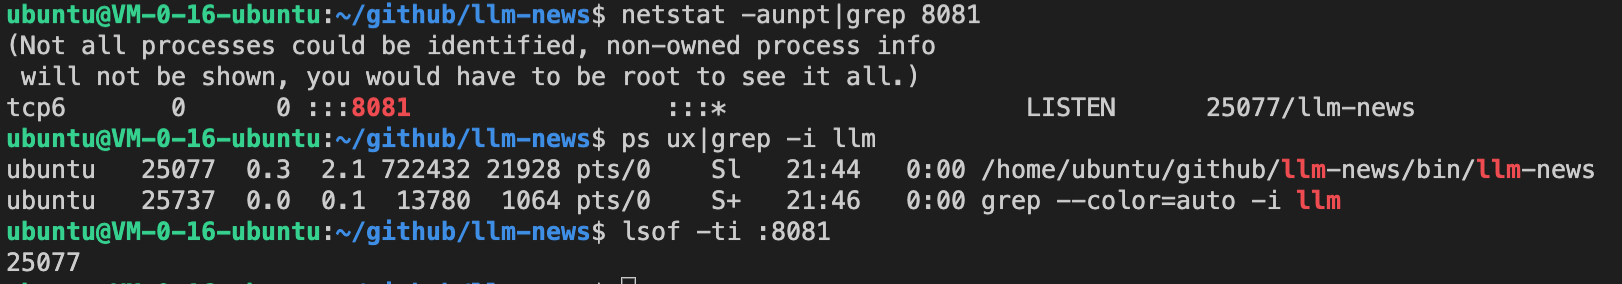 ubuntu@VM-0-16-ubuntu:~/github/llm-news$ netstat -aunpt|grep 8081
(Not all processes could be identified, non-owned process info
 will not be shown, you would have to be root to see it all.)
tcp6       0      0 :::8081                 :::*                    LISTEN      25077/llm-news
ubuntu@VM-0-16-ubuntu:~/github/llm-news$ ps ux|grep -i llm
ubuntu   25077  0.3  2.1 722432 21928 pts/0    Sl   21:44   0:00 /home/ubuntu/github/llm-news/bin/llm-news
ubuntu   25737  0.0  0.1  13780  1064 pts/0    S+   21:46   0:00 grep --color=auto -i llm
ubuntu@VM-0-16-ubuntu:~/github/llm-news$ lsof -ti :8081
25077